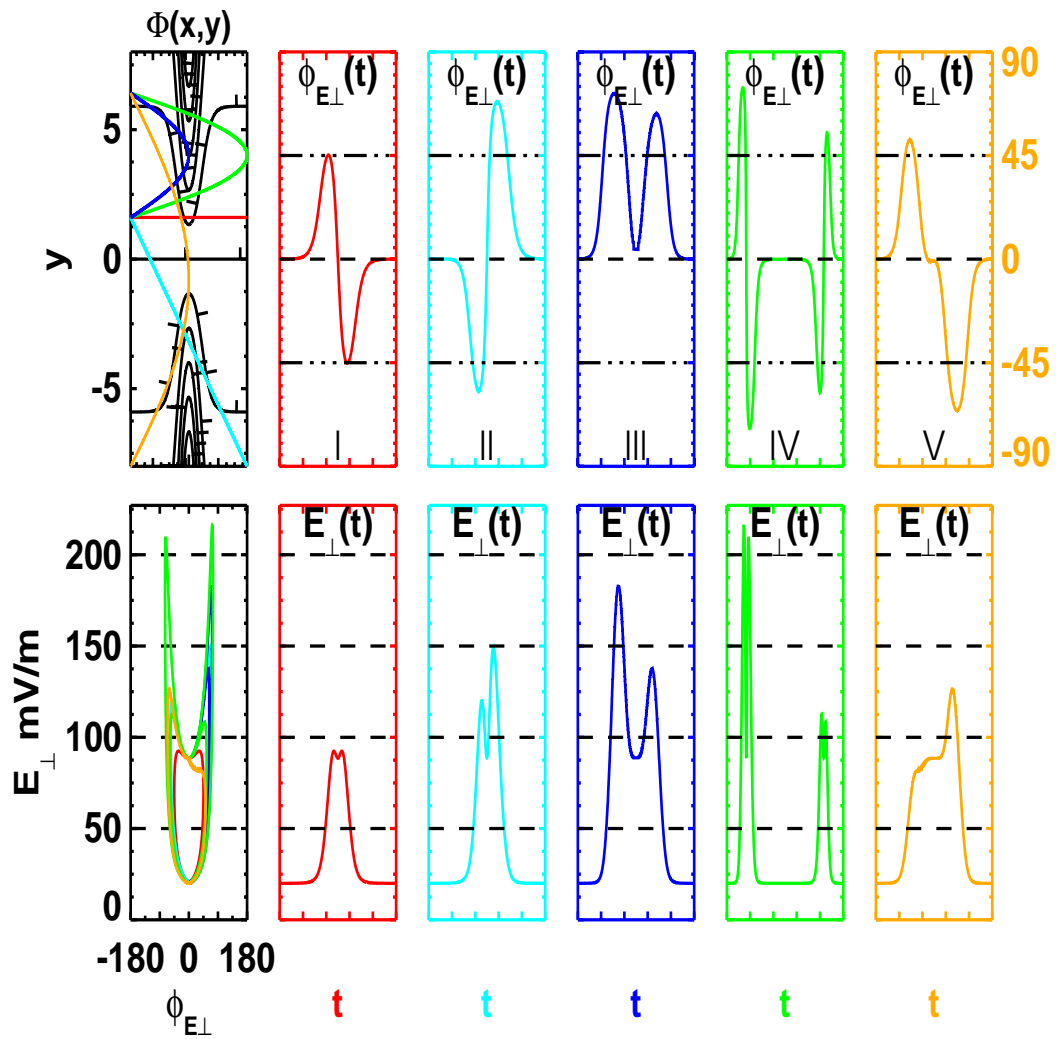 Φ(x,y)
ϕE⊥(t) ϕE⊥(t) ϕE⊥(t) ϕE⊥(t) ϕE⊥(t)
y
5
0
-5
90
45
0
-45
-90
I II III IV V
E⊥(t) E⊥(t) E⊥(t) E⊥(t) E⊥(t)
E⊥ mV/m
200
150
100
50
0
-180 0 180
ϕE⊥ t t t t t